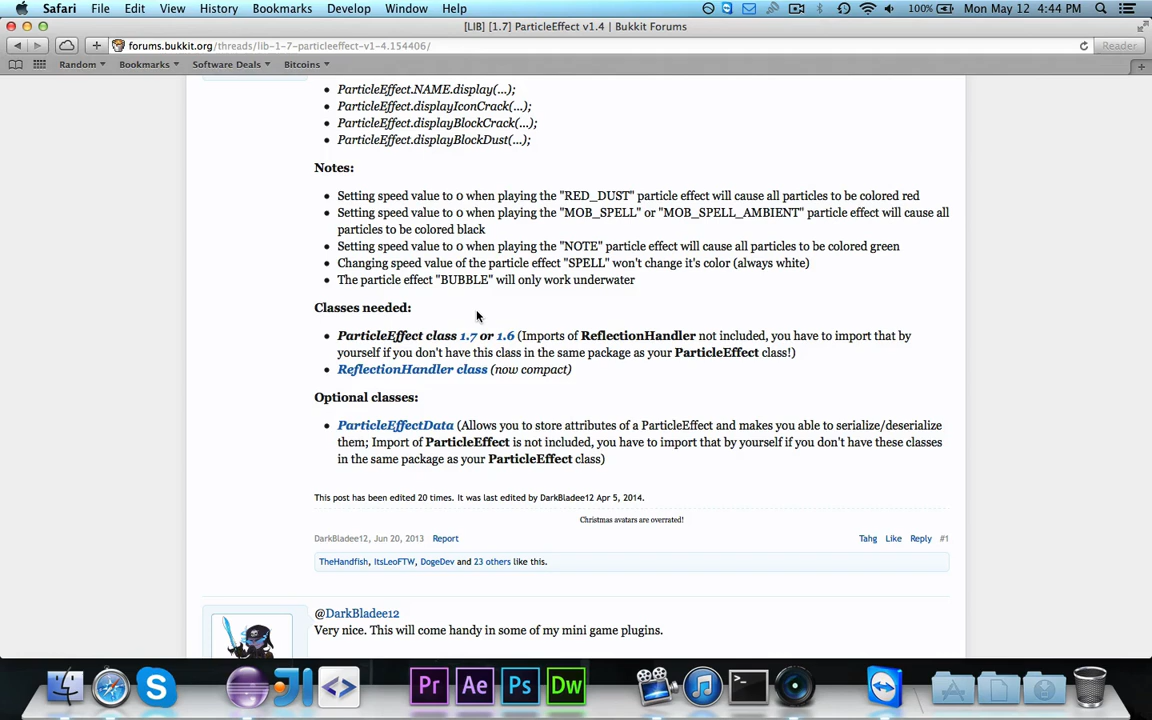 Safari File Edit View History Bookmarks Develop Window Help 100% Mon May 12 4:44 PM
[LIB] [1.7] ParticleEffect v1.4 | Bukkit Forums
forums.bukkit.org/threads/lib-1-7-particleeffect-v1-4.154406/ Reader
Random Bookmarks Software Deals Bitcoins
ParticleEffect.NAME.display(...);
ParticleEffect.displayIconCrack(...);
ParticleEffect.displayBlockCrack(...);
ParticleEffect.displayBlockDust(...);
Notes:
Setting speed value to 0 when playing the "RED_DUST" particle effect will cause all particles to be colored red
Setting speed value to 0 when playing the "MOB_SPELL" or "MOB_SPELL_AMBIENT" particle effect will cause all
particles to be colored black
Setting speed value to 0 when playing the "NOTE" particle effect will cause all particles to be colored green
Changing speed value of the particle effect "SPELL" won't change it's color (always white)
The particle effect "BUBBLE" will only work underwater
Classes needed:
ParticleEffect class 1.7 or 1.6 (Imports of ReflectionHandler not included, you have to import that by
yourself if you don't have this class in the same package as your ParticleEffect class!)
ReflectionHandler class (now compact)
Optional classes:
ParticleEffectData (Allows you to store attributes of a ParticleEffect and makes you able to serialize/deserialize
them; Import of ParticleEffect is not included, you have to import that by yourself if you don't have these classes
in the same package as your ParticleEffect class)
This post has been edited 20 times. It was last edited by DarkBladee12 Apr 5, 2014.
Christmas avatars are overrated!
DarkBladee12, Jun 20, 2013 Report Tahg Like Reply #1
TheHandfish, ItsLeoFTW, DogeDev and 23 others like this.
@DarkBladee12
Very nice. This will come handy in some of my mini game plugins.
Pr Ae Ps Dw